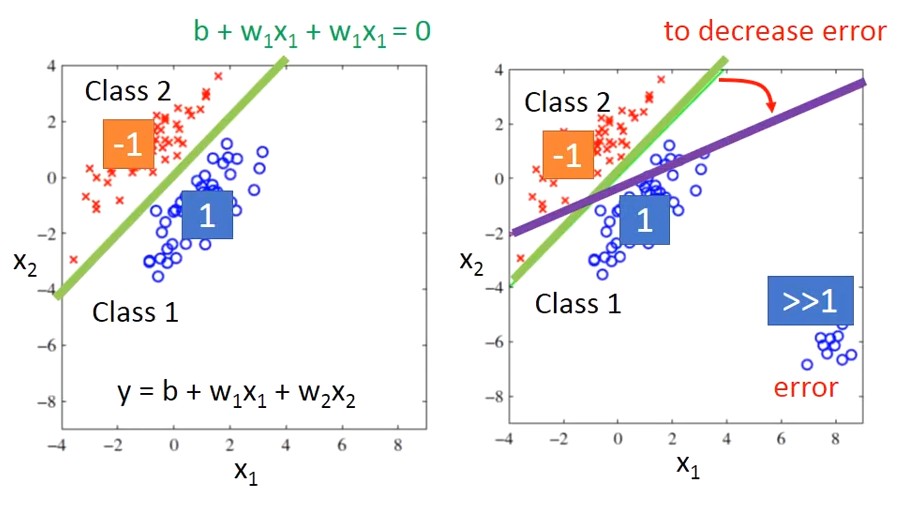 b + w₁x₁ + w₁x₁ = 0
to decrease error
4
2
0
−2
−4
−6
−8
Class 2
-1
1
Class 1
y = b + w₁x₁ + w₂x₂
x₂
−4 −2 0 2 4 6 8
x₁
4
2
0
−2
−4
−6
−8
Class 2
-1
1
Class 1
>>1
error
x₂
−4 −2 0 2 4 6 8
x₁